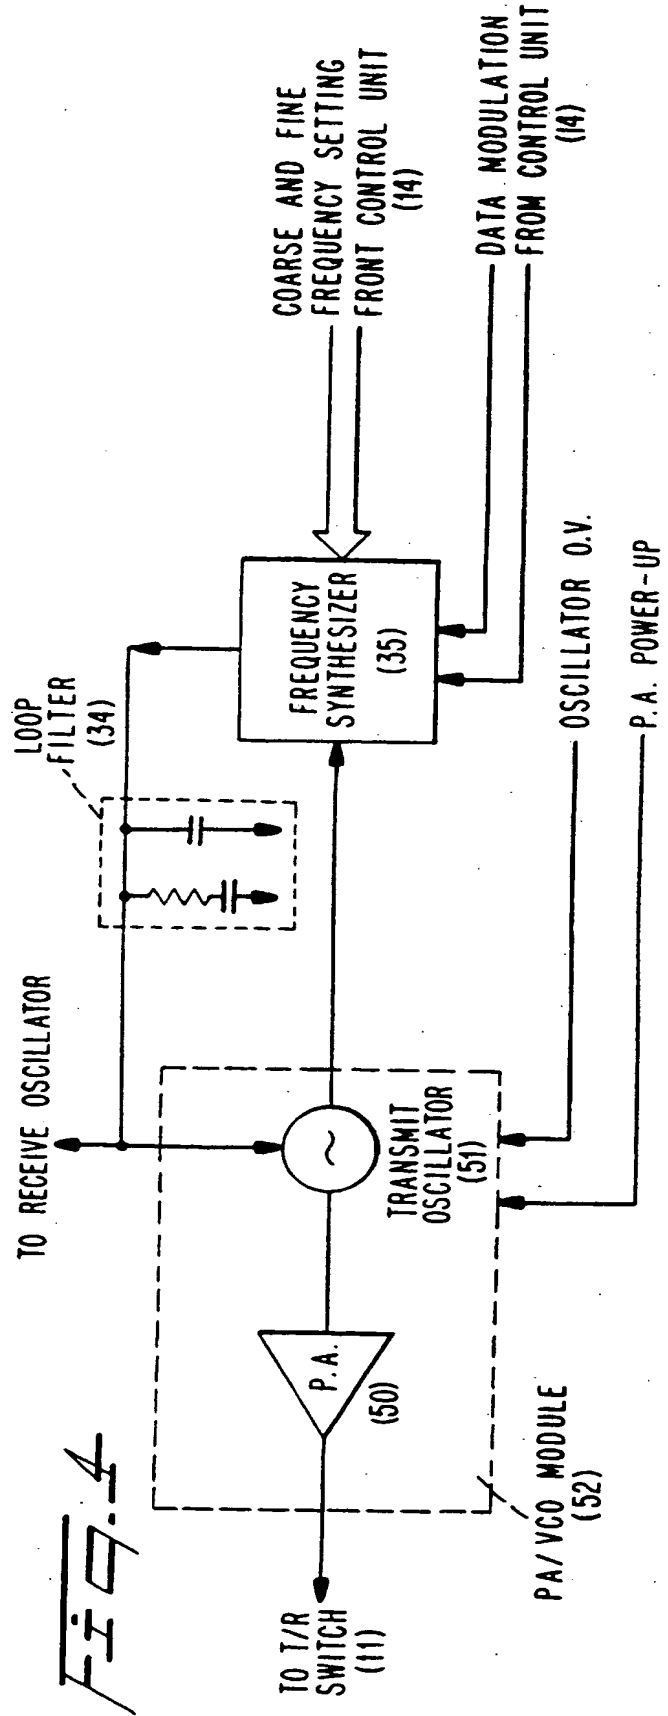 Fig. 4
TO RECEIVE OSCILLATOR
LOOP
FILTER
(34)
COARSE AND FINE
FREQUENCY SETTING
FRONT CONTROL UNIT
(14)
FREQUENCY
SYNTHESIZER
(35)
DATA MODULATION
FROM CONTROL UNIT
(14)
TO T/R
SWITCH
(11)
P.A.
(50)
~
TRANSMIT
OSCILLATOR
(51)
PA/VCO MODULE
(52)
OSCILLATOR O.V.
P.A. POWER-UP